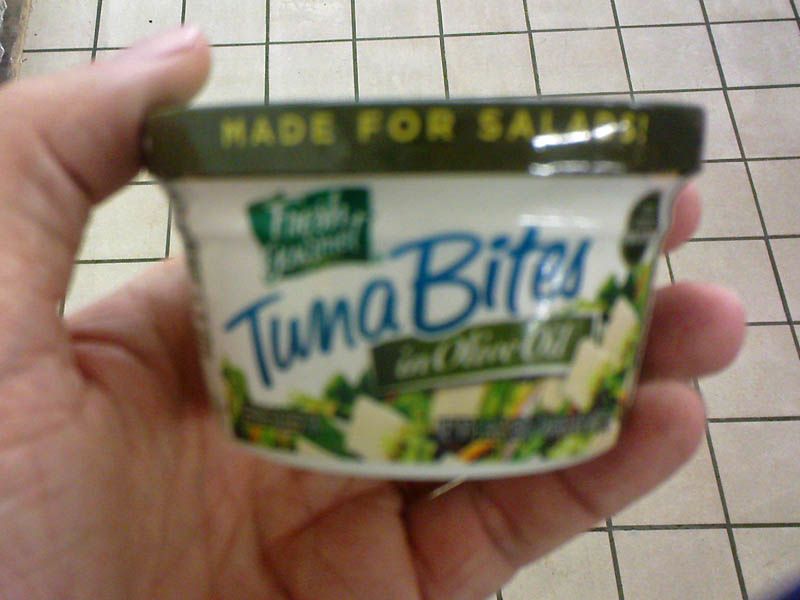 MADE FOR SALADS!
Fresh
Gourmet
Tuna Bites
in Olive Oil